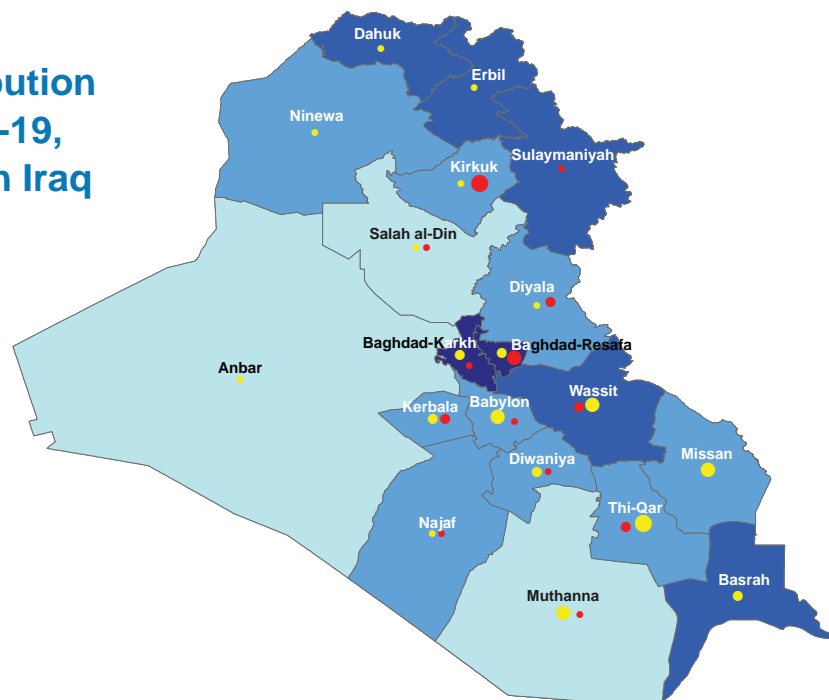 bution
-19,
n Iraq
Dahuk
Erbil
Ninewa
Sulaymaniyah
Kirkuk
Salah al-Din
Diyala
Baghdad-Karkh
Baghdad-Resafa
Anbar
Wassit
Kerbala
Babylon
Missan
Diwaniya
Thi-Qar
Najaf
Basrah
Muthanna